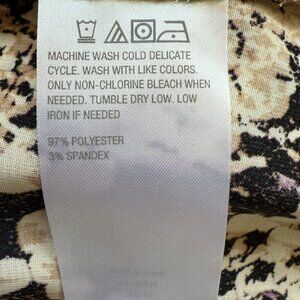 MACHINE WASH COLD DELICATE
CYCLE. WASH WITH LIKE COLORS.
ONLY NON-CHLORINE BLEACH WHEN
NEEDED. TUMBLE DRY LOW. LOW
IRON IF NEEDED
97% POLYESTER
3% SPANDEX